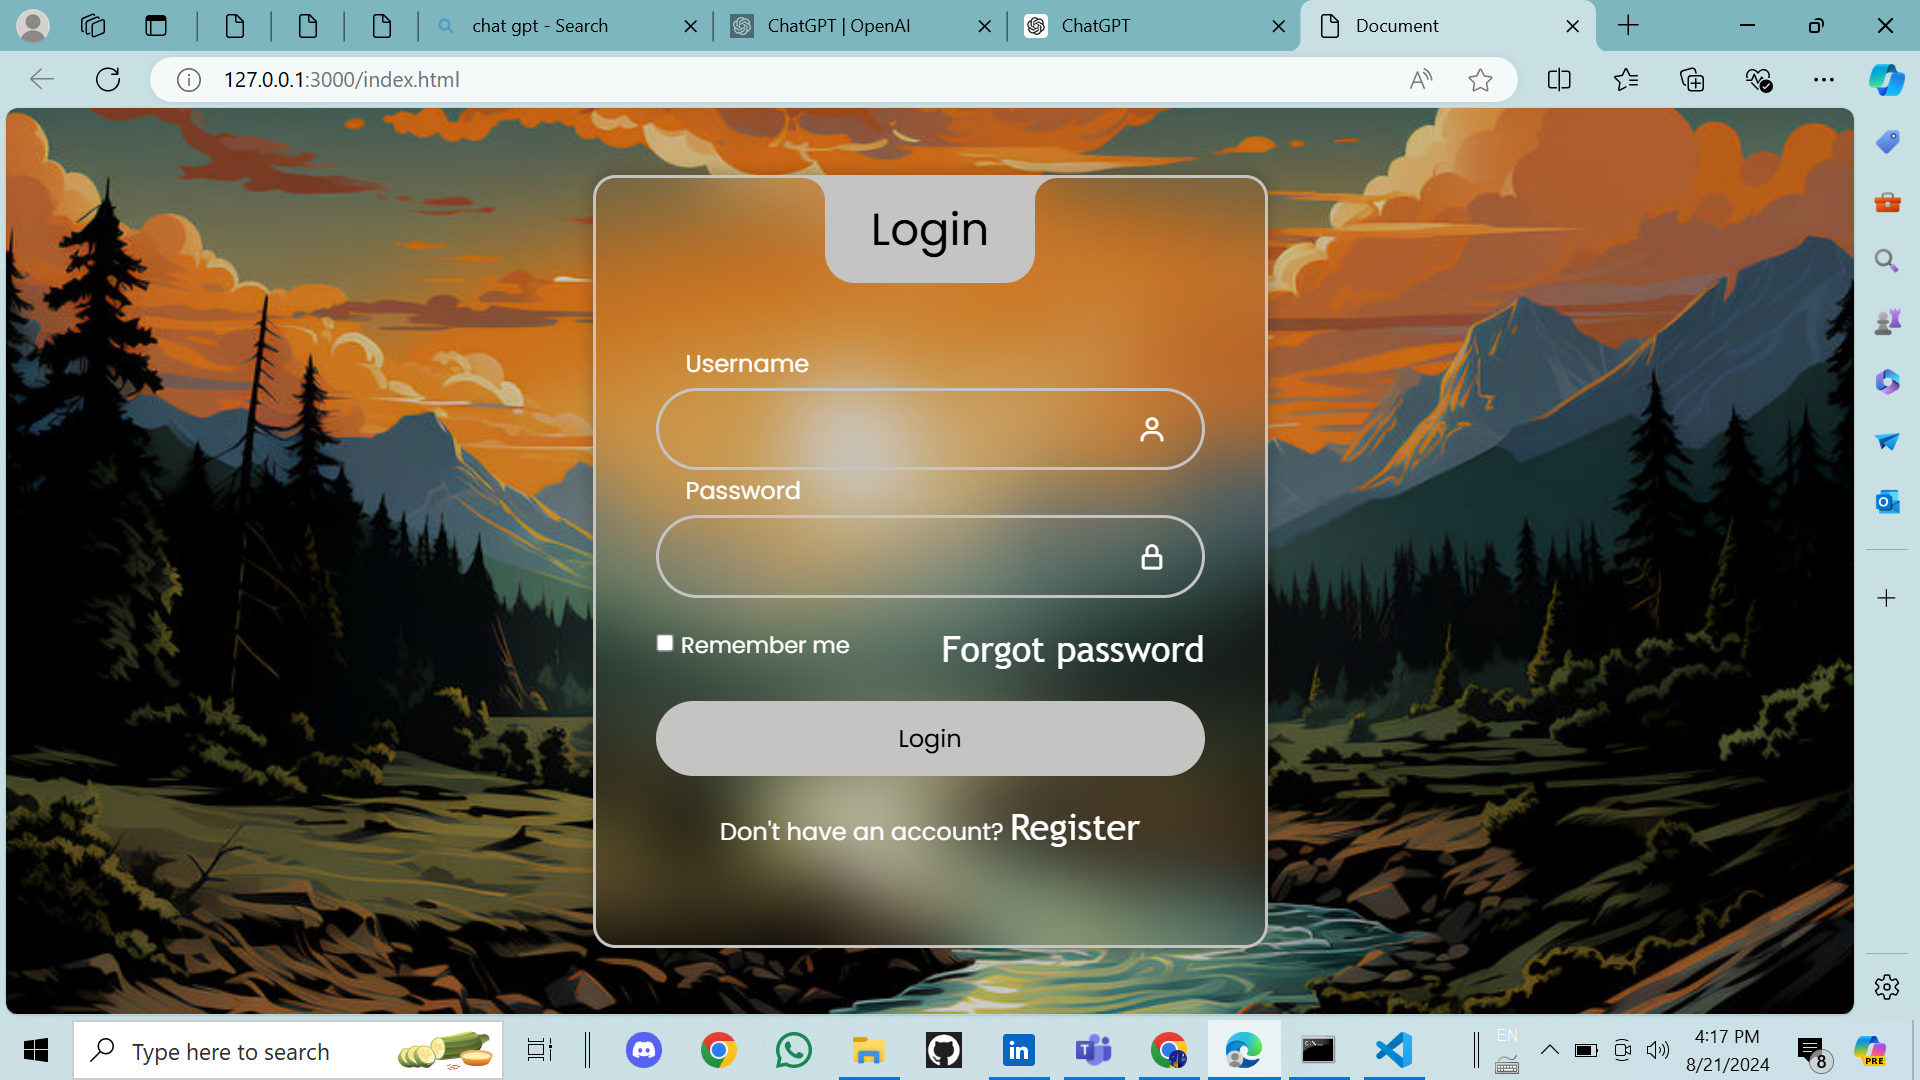 chat gpt - Search
ChatGPT | OpenAI
ChatGPT
Document
127.0.0.1:3000/index.html
Login
Username
Password
Remember me
Forgot password
Login
Don't have an account? Register
Type here to search
EN
4:17 PM
8/21/2024
8
PRE